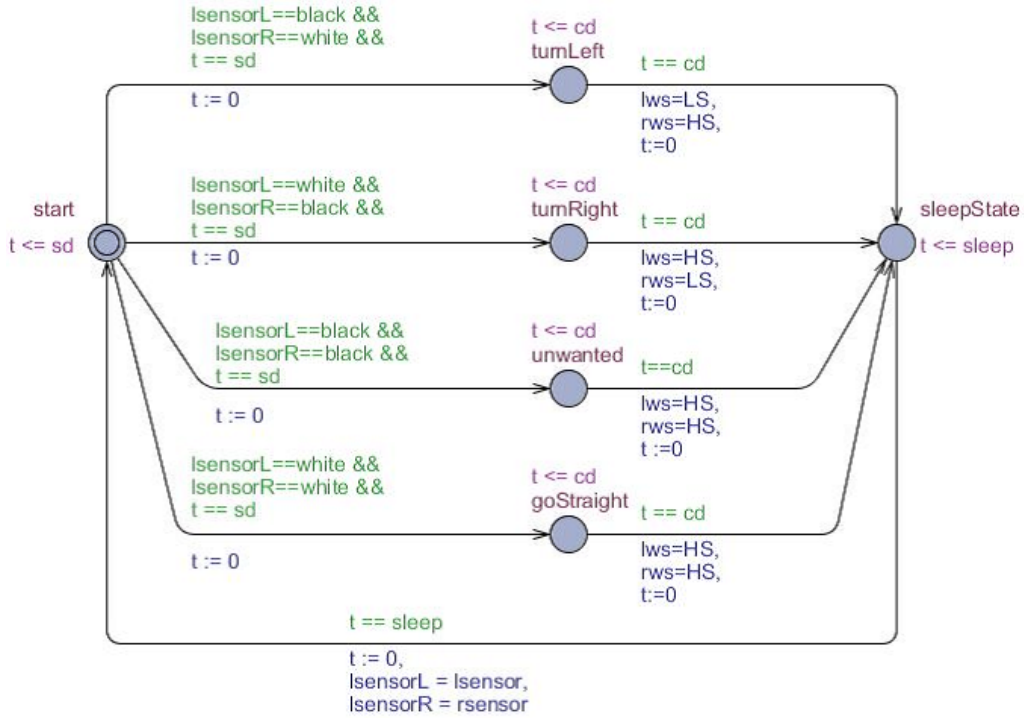 lsensorL==black &&
lsensorR==white &&
t == sd
t := 0
t <= cd
turnLeft
t == cd
lws=LS,
rws=HS,
t:=0
start
t <= sd
lsensorL==white &&
lsensorR==black &&
t == sd
t := 0
t <= cd
turnRight
t == cd
lws=HS,
rws=LS,
t:=0
sleepState
t <= sleep
lsensorL==black &&
lsensorR==black &&
t == sd
t := 0
t <= cd
unwanted
t==cd
lws=HS,
rws=HS,
t :=0
lsensorL==white &&
lsensorR==white &&
t == sd
t := 0
t <= cd
goStraight
t == cd
lws=HS,
rws=HS,
t:=0
t == sleep
t := 0,
lsensorL = lsensor,
lsensorR = rsensor